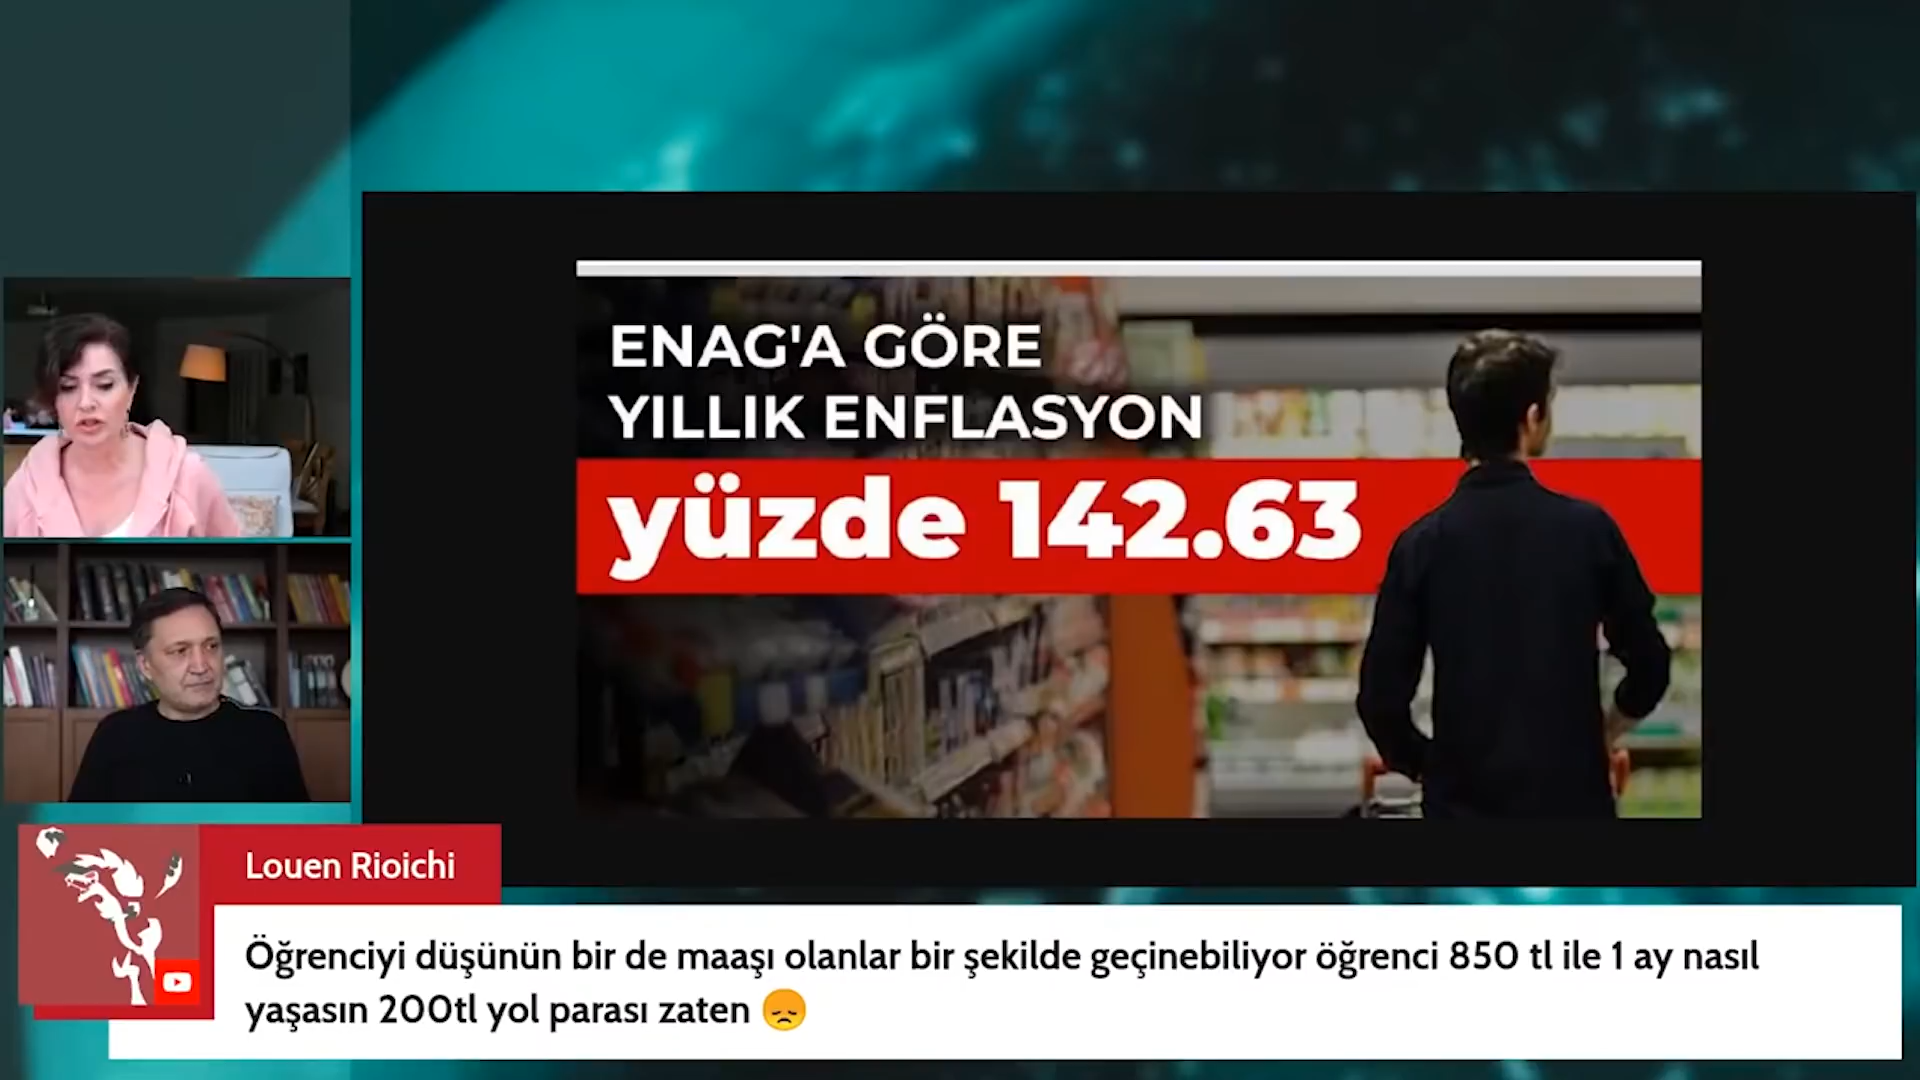 ENAG'A GÖRE
YILLIK ENFLASYON
yüzde 142.63
Louen Rioichi
Öğrenciyi düşünün bir de maaşı olanlar bir şekilde geçinebiliyor öğrenci 850 tl ile 1 ay nasıl
yaşasın 200tl yol parası zaten 😞